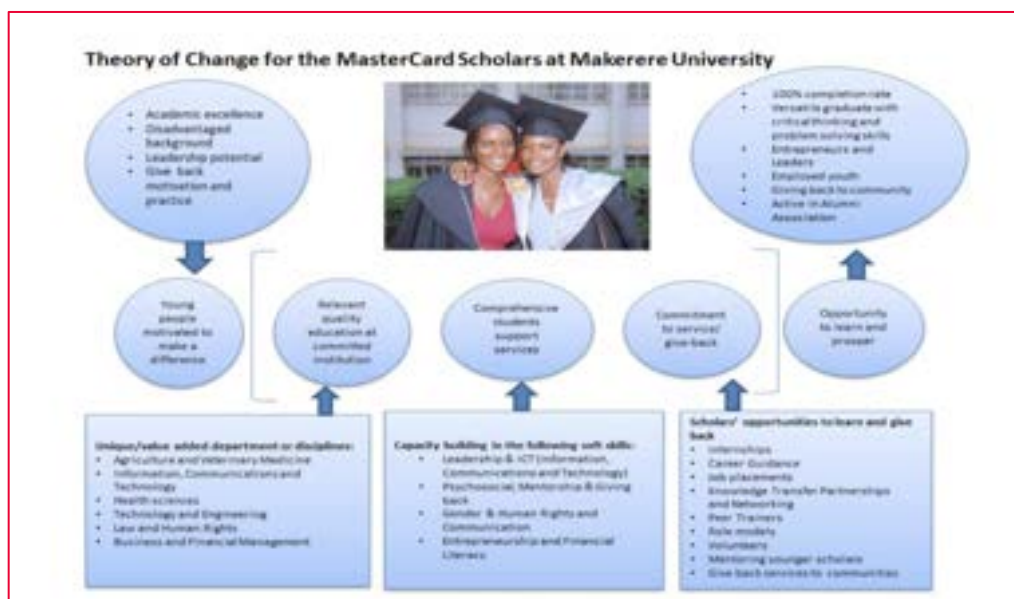 Theory of Change for the MasterCard Scholars at Makerere University
• Academic excellence
• Disadvantaged
background
• Leadership potential
• Give back
motivation and
practice
• 100% completion rate
• Versatile graduate with
critical thinking and
problem solving skills
• Entrepreneurs and
Leaders
• Employed youth
• Giving back to community
• Active in Alumni
Association
Young
people
motivated to
make a
difference
Relevant
quality
education at
committed
institution
Comprehensive
students
support
services
Commitment
to service/
give-back
Opportunity
to learn and
prosper
Unique/value added department or disciplines:
• Agriculture and Veterinary Medicine
• Information, Communications and
Technology
• Health sciences
• Technology and Engineering
• Law and Human Rights
• Business and Financial Management
Capacity building in the following soft skills:
• Leadership & ICT (Information,
Communications and Technology)
• Psychosocial, Mentorship & Giving
back
• Gender & Human Rights and
Communication
• Entrepreneurship and Financial
Literacy
Scholars' opportunities to learn and give
back
• Internships
• Career Guidance
• Job placements
• Knowledge Transfer Partnerships
and Networking
• Peer Trainers
• Role models
• Volunteers
• Mentoring younger scholars
• Give back services to communities